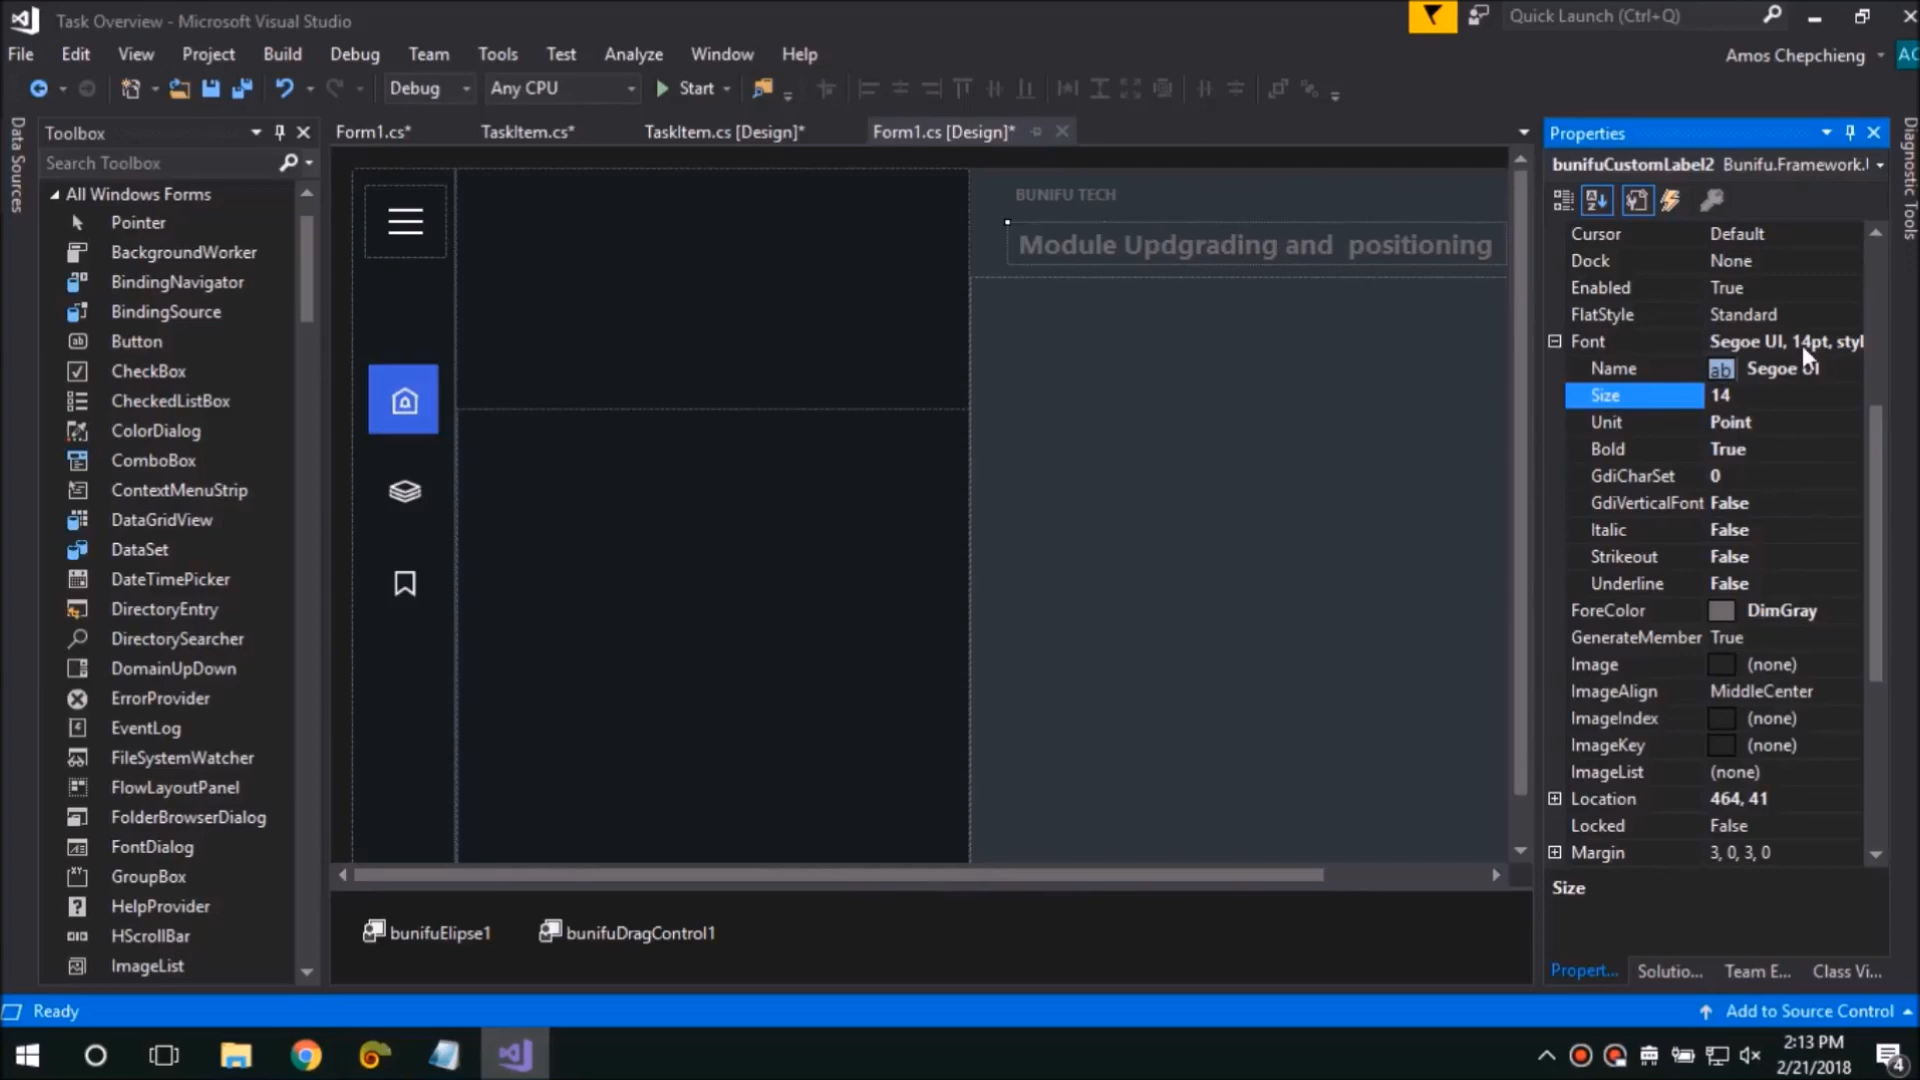 Task Overview - Microsoft Visual Studio
Quick Launch (Ctrl+Q)
File Edit View Project Build Debug Team Tools Test Analyze Window Help
Amos Chepchieng
AC
Debug
Any CPU
Start
Data Sources
Toolbox
Search Toolbox
All Windows Forms
Pointer
BackgroundWorker
BindingNavigator
BindingSource
Button
CheckBox
CheckedListBox
ColorDialog
ComboBox
ContextMenuStrip
DataGridView
DataSet
DateTimePicker
DirectoryEntry
DirectorySearcher
DomainUpDown
ErrorProvider
EventLog
FileSystemWatcher
FlowLayoutPanel
FolderBrowserDialog
FontDialog
GroupBox
HelpProvider
HScrollBar
ImageList
Form1.cs*
TaskItem.cs*
TaskItem.cs [Design]*
Form1.cs [Design]*
BUNIFU TECH
Module Updgrading and positioning
bunifuElipse1
bunifuDragControl1
Properties
bunifuCustomLabel2 Bunifu.Framework.
Cursor Default
Dock None
Enabled True
FlatStyle Standard
Font Segoe UI, 14pt, styl
Name ab Segoe UI
Size 14
Unit Point
Bold True
GdiCharSet 0
GdiVerticalFont False
Italic False
Strikeout False
Underline False
ForeColor DimGray
GenerateMember True
Image (none)
ImageAlign MiddleCenter
ImageIndex (none)
ImageKey (none)
ImageList (none)
Location 464, 41
Locked False
Margin 3, 0, 3, 0
Size
Propert... Solutio... Team E... Class Vi...
Diagnostic Tools
Ready
Add to Source Control
2:13 PM
2/21/2018
4